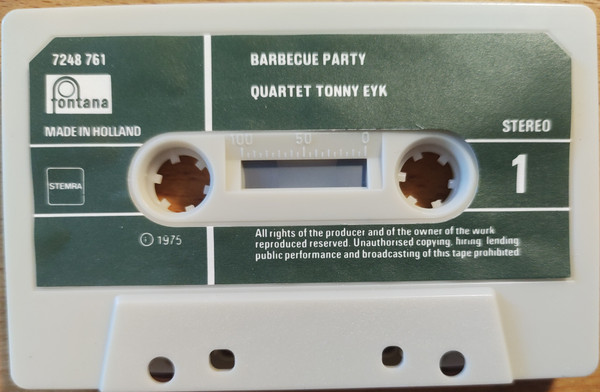 7248 761
BARBECUE PARTY
fontana
QUARTET TONNY EYK
MADE IN HOLLAND
STEREO
100 50 0
1
STEMRA
℗ 1975
All rights of the producer and of the owner of the work
reproduced reserved. Unauthorised copying, hiring, lending
public performance and broadcasting of this tape prohibited